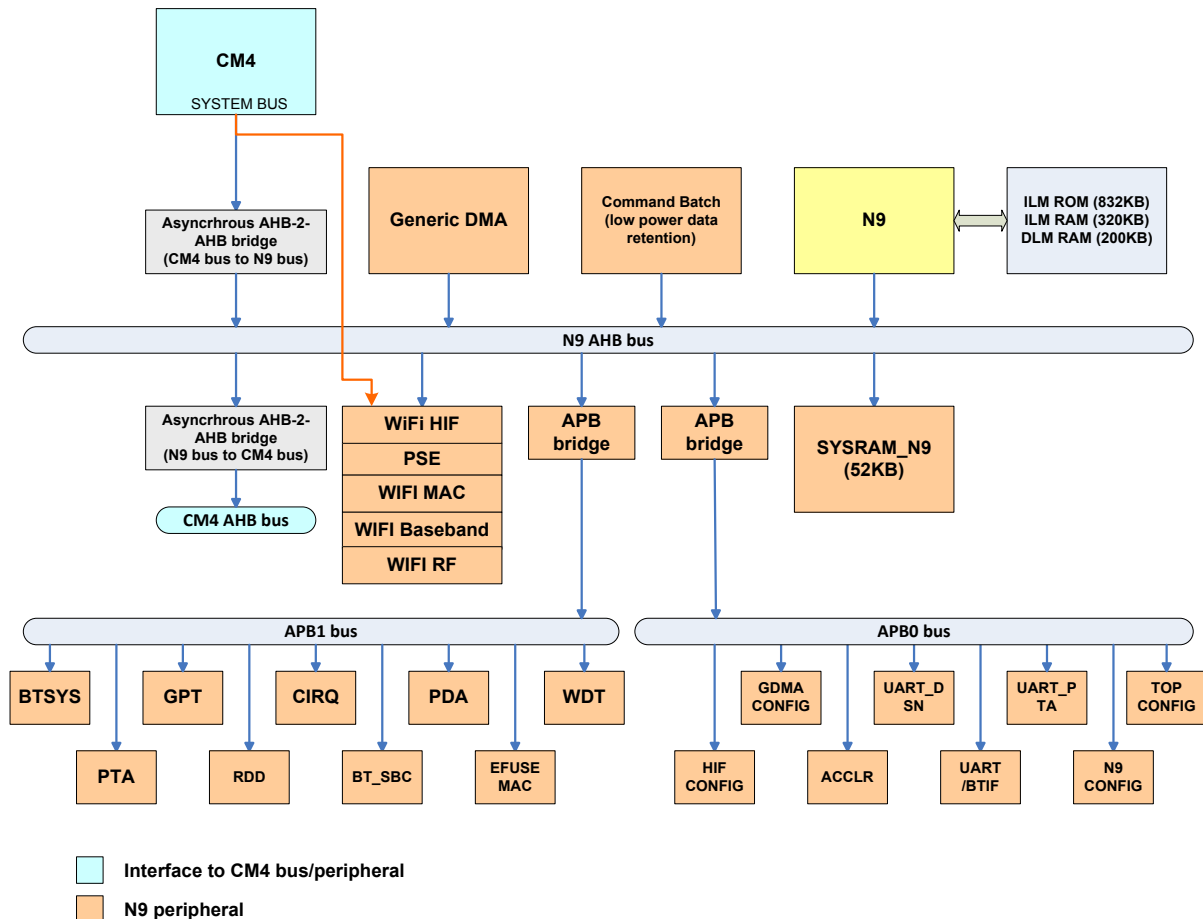 CM4
SYSTEM BUS
Asyncrhrous AHB-2-
AHB bridge
(CM4 bus to N9 bus)
Generic DMA
Command Batch
(low power data
retention)
N9
ILM ROM (832KB)
ILM RAM (320KB)
DLM RAM (200KB)
N9 AHB bus
Asyncrhrous AHB-2-
AHB bridge
(N9 bus to CM4 bus)
CM4 AHB bus
WiFi HIF
PSE
WIFI MAC
WIFI Baseband
WIFI RF
APB
bridge
APB
bridge
SYSRAM_N9
(52KB)
APB1 bus
APB0 bus
BTSYS
GPT
CIRQ
PDA
WDT
PTA
RDD
BT_SBC
EFUSE
MAC
GDMA
CONFIG
UART_D
SN
UART_P
TA
TOP
CONFIG
HIF
CONFIG
ACCLR
UART
/BTIF
N9
CONFIG
Interface to CM4 bus/peripheral
N9 peripheral